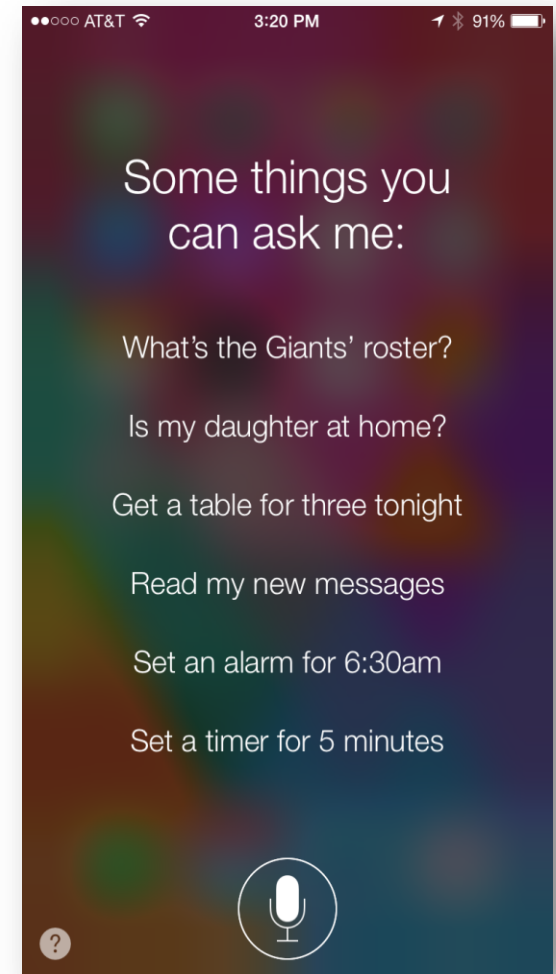 AT&T 3:20 PM 91%
Some things you
can ask me:
What's the Giants' roster?
Is my daughter at home?
Get a table for three tonight
Read my new messages
Set an alarm for 6:30am
Set a timer for 5 minutes
?